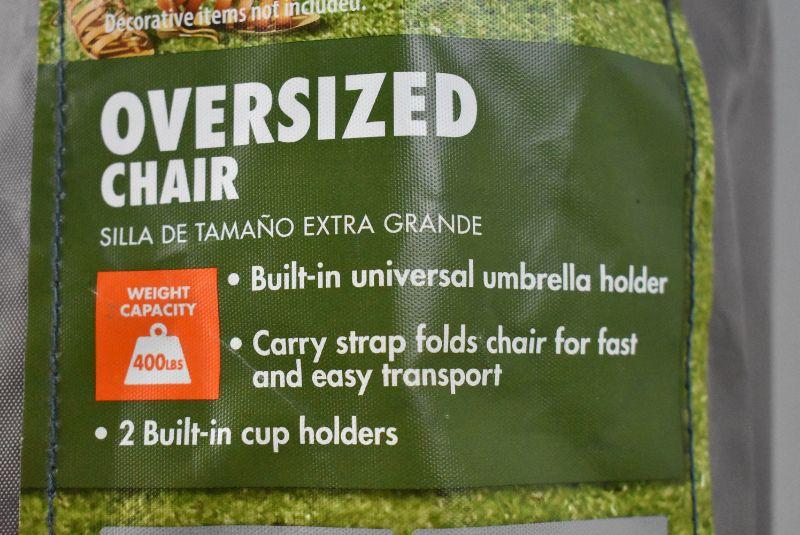 Decorative items not included.
OVERSIZED
CHAIR
SILLA DE TAMAÑO EXTRA GRANDE
WEIGHT
CAPACITY
400LBS
• Built-in universal umbrella holder
• Carry strap folds chair for fast
and easy transport
• 2 Built-in cup holders